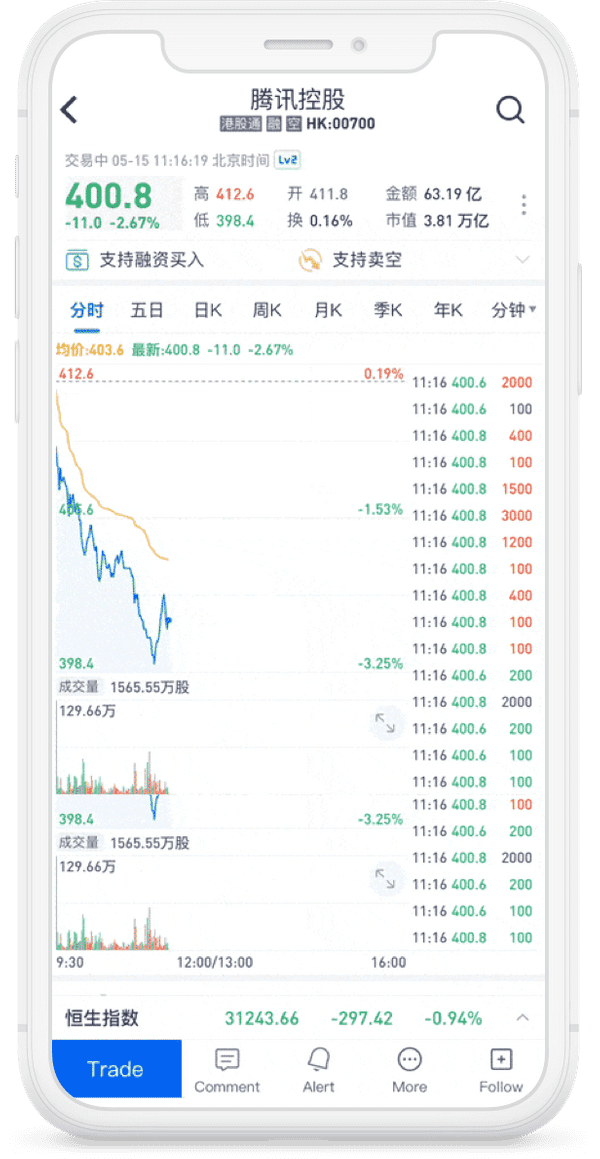 腾讯控股
港股通 融 空 HK:00700
交易中 05-15 11:16:19 北京时间 Lv2
400.8 高 412.6 开 411.8 金额 63.19 亿
-11.0 -2.67% 低 398.4 换 0.16% 市值 3.81 万亿
支持融资买入 支持卖空
分时 五日 日K 周K 月K 季K 年K 分钟
均价:403.6 最新:400.8 -11.0 -2.67%
412.6 0.19%
-1.53%
398.4 -3.25%
成交量 1565.55万股
129.66万
398.4 -3.25%
成交量 1565.55万股
129.66万
9:30 12:00/13:00 16:00
11:16 400.6 2000
11:16 400.6 100
11:16 400.8 400
11:16 400.8 100
11:16 400.8 1500
11:16 400.8 3000
11:16 400.8 1200
11:16 400.8 100
11:16 400.8 400
11:16 400.8 100
11:16 400.8 100
11:16 400.6 200
11:16 400.8 2000
11:16 400.6 200
11:16 400.6 100
11:16 400.8 100
11:16 400.8 100
11:16 400.6 200
11:16 400.8 2000
11:16 400.6 200
11:16 400.6 100
11:16 400.8 100
恒生指数 31243.66 -297.42 -0.94%
Trade Comment Alert More Follow